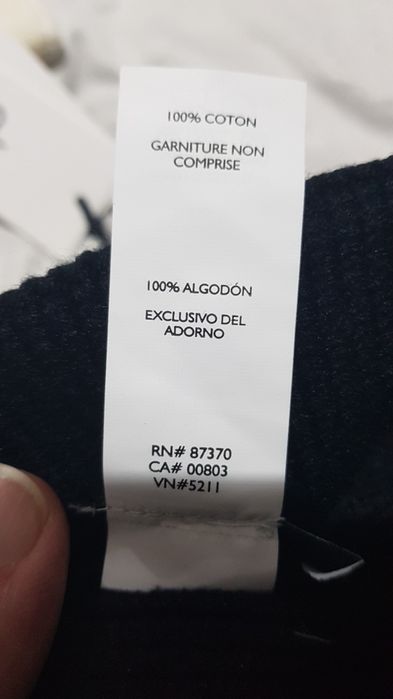 100% COTON
GARNITURE NON
COMPRISE
100% ALGODÓN
EXCLUSIVO DEL
ADORNO
RN# 87370
CA# 00803
VN#5211